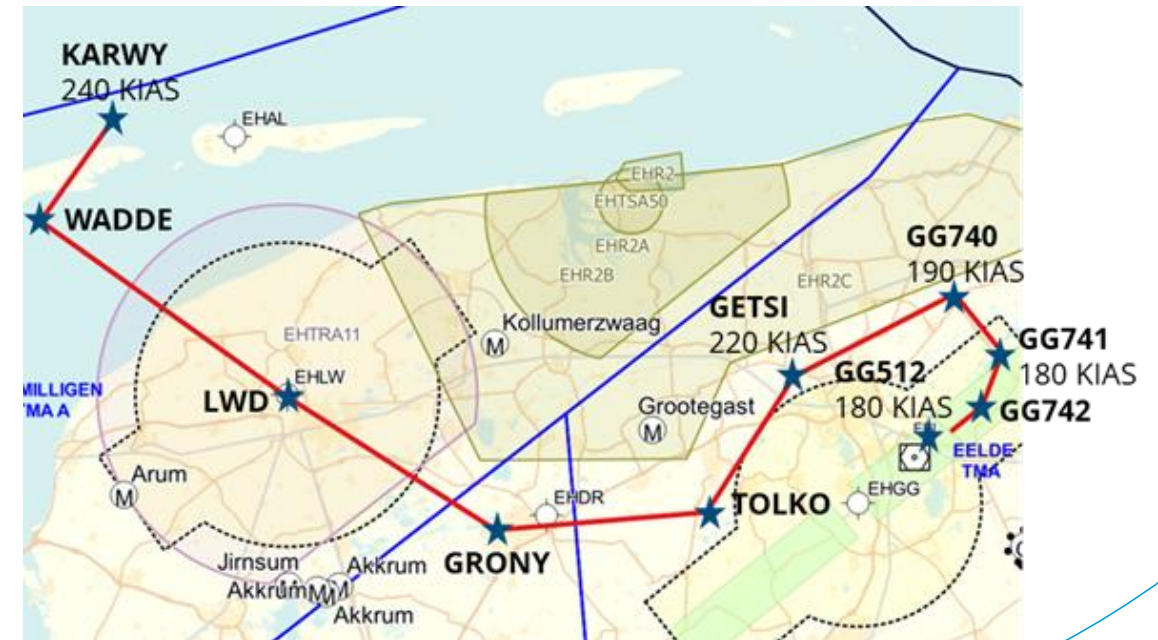 KARWY
240 KIAS
EHAL
WADDE
EHR2
EHTSA50
EHR2A
EHR2B
EHR2C
GG740
190 KIAS
GETSI
220 KIAS
Kollumerzwaag
M
EHTRA11
GG741
180 KIAS
GG512
180 KIAS
MILLIGEN
TMA A
EHLW
LWD
Grootegast
M
GG742
EELDE
TMA
Arum
M
EHDR
EHGG
TOLKO
GRONY
Jirnsum
Akkrum
Akkrum
M
M
Akkrum